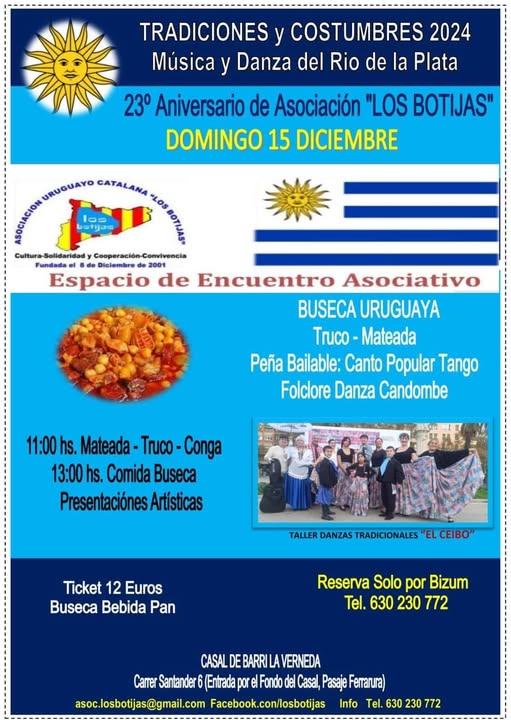 TRADICIONES y COSTUMBRES 2024
Música y Danza del Rio de la Plata
23º Aniversario de Asociación "LOS BOTIJAS"
DOMINGO 15 DICIEMBRE
ASOCIACION URUGUAYO CATALANA "LOS BOTIJAS"
los
botijas
Cultura-Solidaridad y Cooperación-Convivencia
Fundada el 8 de Diciembre de 2001
Espacio de Encuentro Asociativo
BUSECA URUGUAYA
Truco - Mateada
Peña Bailable: Canto Popular Tango
Folclore Danza Candombe
11:00 hs. Mateada - Truco - Conga
13:00 hs. Comida Buseca
Presentaciónes Artísticas
TALLER DANZAS TRADICIONALES "EL CEIBO"
Ticket 12 Euros
Buseca Bebida Pan
Reserva Solo por Bizum
Tel. 630 230 772
CASAL DE BARRI LA VERNEDA
Carrer Santander 6 (Entrada por el Fondo del Casal, Pasaje Ferrarura)
asoc.losbotijas@gmail.com Facebook.con/losbotijas Info Tel. 630 230 772